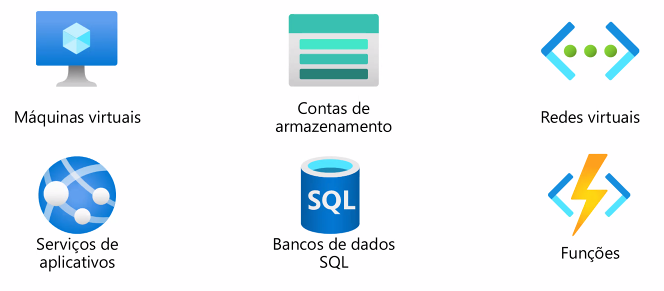 Máquinas virtuais
Contas de
armazenamento
Redes virtuais
Serviços de
aplicativos
SQL
Bancos de dados
SQL
Funções